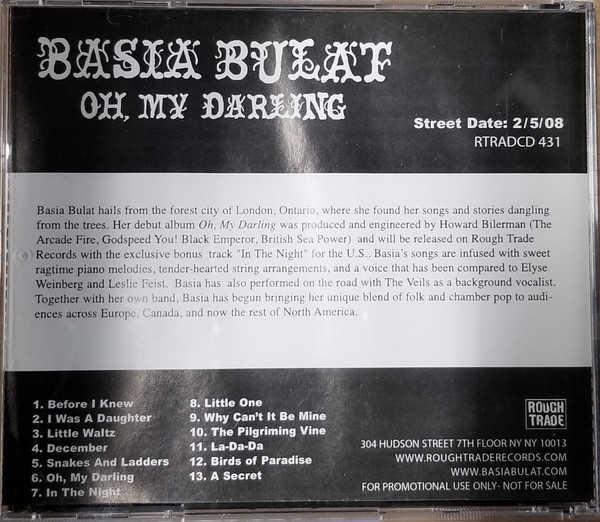 BASIA BULAT
OH, MY DARLING
Street Date: 2/5/08
RTRADCD 431
Basia Bulat hails from the forest city of London, Ontario, where she found her songs and stories dangling
from the trees. Her debut album Oh, My Darling was produced and engineered by Howard Bilerman (The
Arcade Fire, Godspeed You! Black Emperor, British Sea Power) and will be released on Rough Trade
Records with the exclusive bonus track "In The Night" for the U.S.. Basia's songs are infused with sweet
ragtime piano melodies, tender-hearted string arrangements, and a voice that has been compared to Elyse
Weinberg and Leslie Feist. Basia has also performed on the road with The Veils as a background vocalist.
Together with her own band, Basia has begun bringing her unique blend of folk and chamber pop to audi-
ences across Europe, Canada, and now the rest of North America.
1. Before I Knew
2. I Was A Daughter
3. Little Waltz
4. December
5. Snakes And Ladders
6. Oh, My Darling
7. In The Night
8. Little One
9. Why Can't It Be Mine
10. The Pilgriming Vine
11. La-Da-Da
12. Birds of Paradise
13. A Secret
ROUGH
TRADE
304 HUDSON STREET 7TH FLOOR NY NY 10013
WWW.ROUGHTRADERECORDS.COM
WWW.BASIABULAT.COM
FOR PROMOTIONAL USE ONLY- NOT FOR SALE